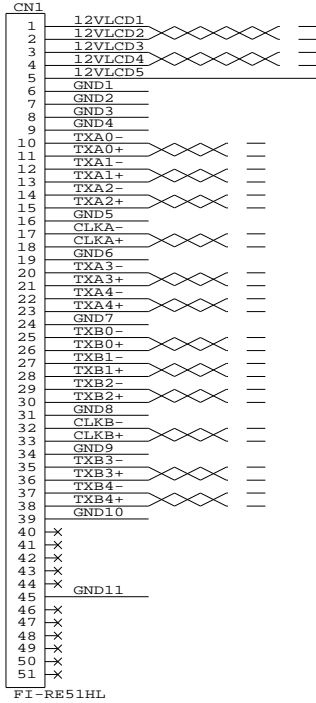 CN1
1 12VLCD1
2 12VLCD2
3 12VLCD3
4 12VLCD4
5 12VLCD5
6 GND1
7 GND2
8 GND3
9 GND4
10 TXA0-
11 TXA0+
12 TXA1-
13 TXA1+
14 TXA2-
15 TXA2+
16 GND5
17 CLKA-
18 CLKA+
19 GND6
20 TXA3-
21 TXA3+
22 TXA4-
23 TXA4+
24 GND7
25 TXB0-
26 TXB0+
27 TXB1-
28 TXB1+
29 TXB2-
30 TXB2+
31 GND8
32 CLKB-
33 CLKB+
34 GND9
35 TXB3-
36 TXB3+
37 TXB4-
38 TXB4+
39 GND10
40
41
42
43
44
45 GND11
46
47
48
49
50
51
FI-RE51HL